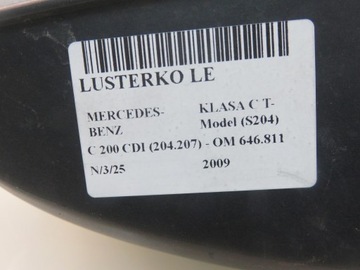 LUSTERKO LE
MERCEDES-BENZ
KLASA C T-Model (S204)
C 200 CDI (204.207) - OM 646.811
N/3/25
2009